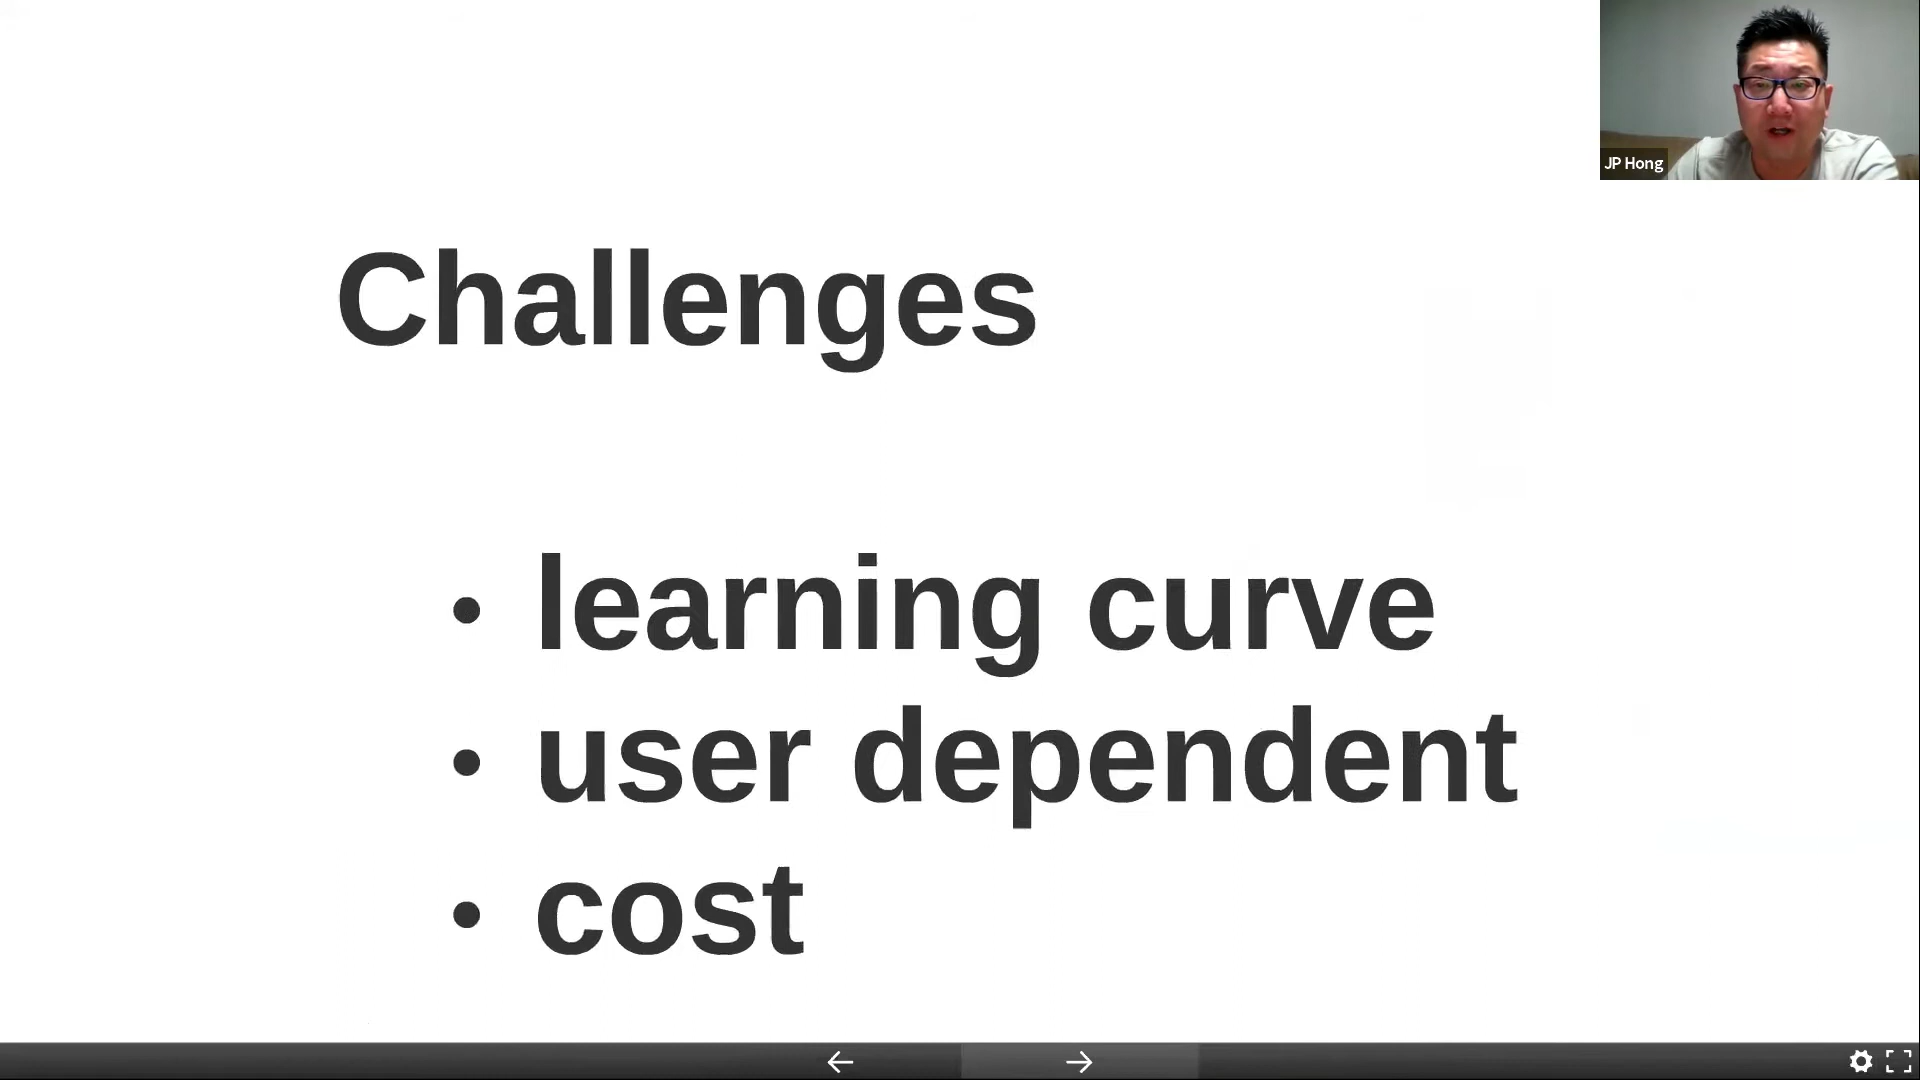 JP Hong
Challenges
• learning curve
• user dependent
• cost